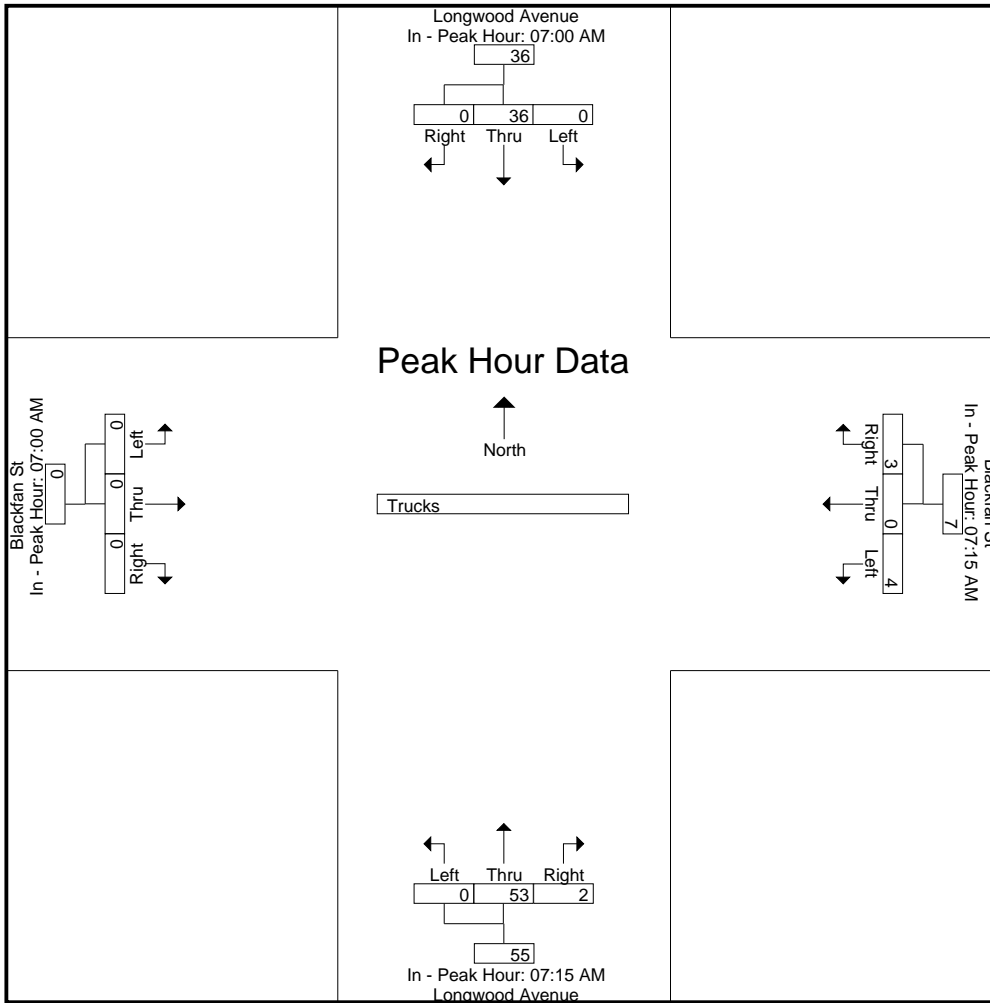 Longwood Avenue
In - Peak Hour: 07:00 AM
36
0 36 0
Right Thru Left
Peak Hour Data
North
Trucks
Blackfan St
In - Peak Hour: 07:00 AM
0
0 0 0
Left Thru Right
Right Thru Left
3 0 4
7
In - Peak Hour: 07:15 AM
Blackfan St
Left Thru Right
0 53 2
55
In - Peak Hour: 07:15 AM
Longwood Avenue